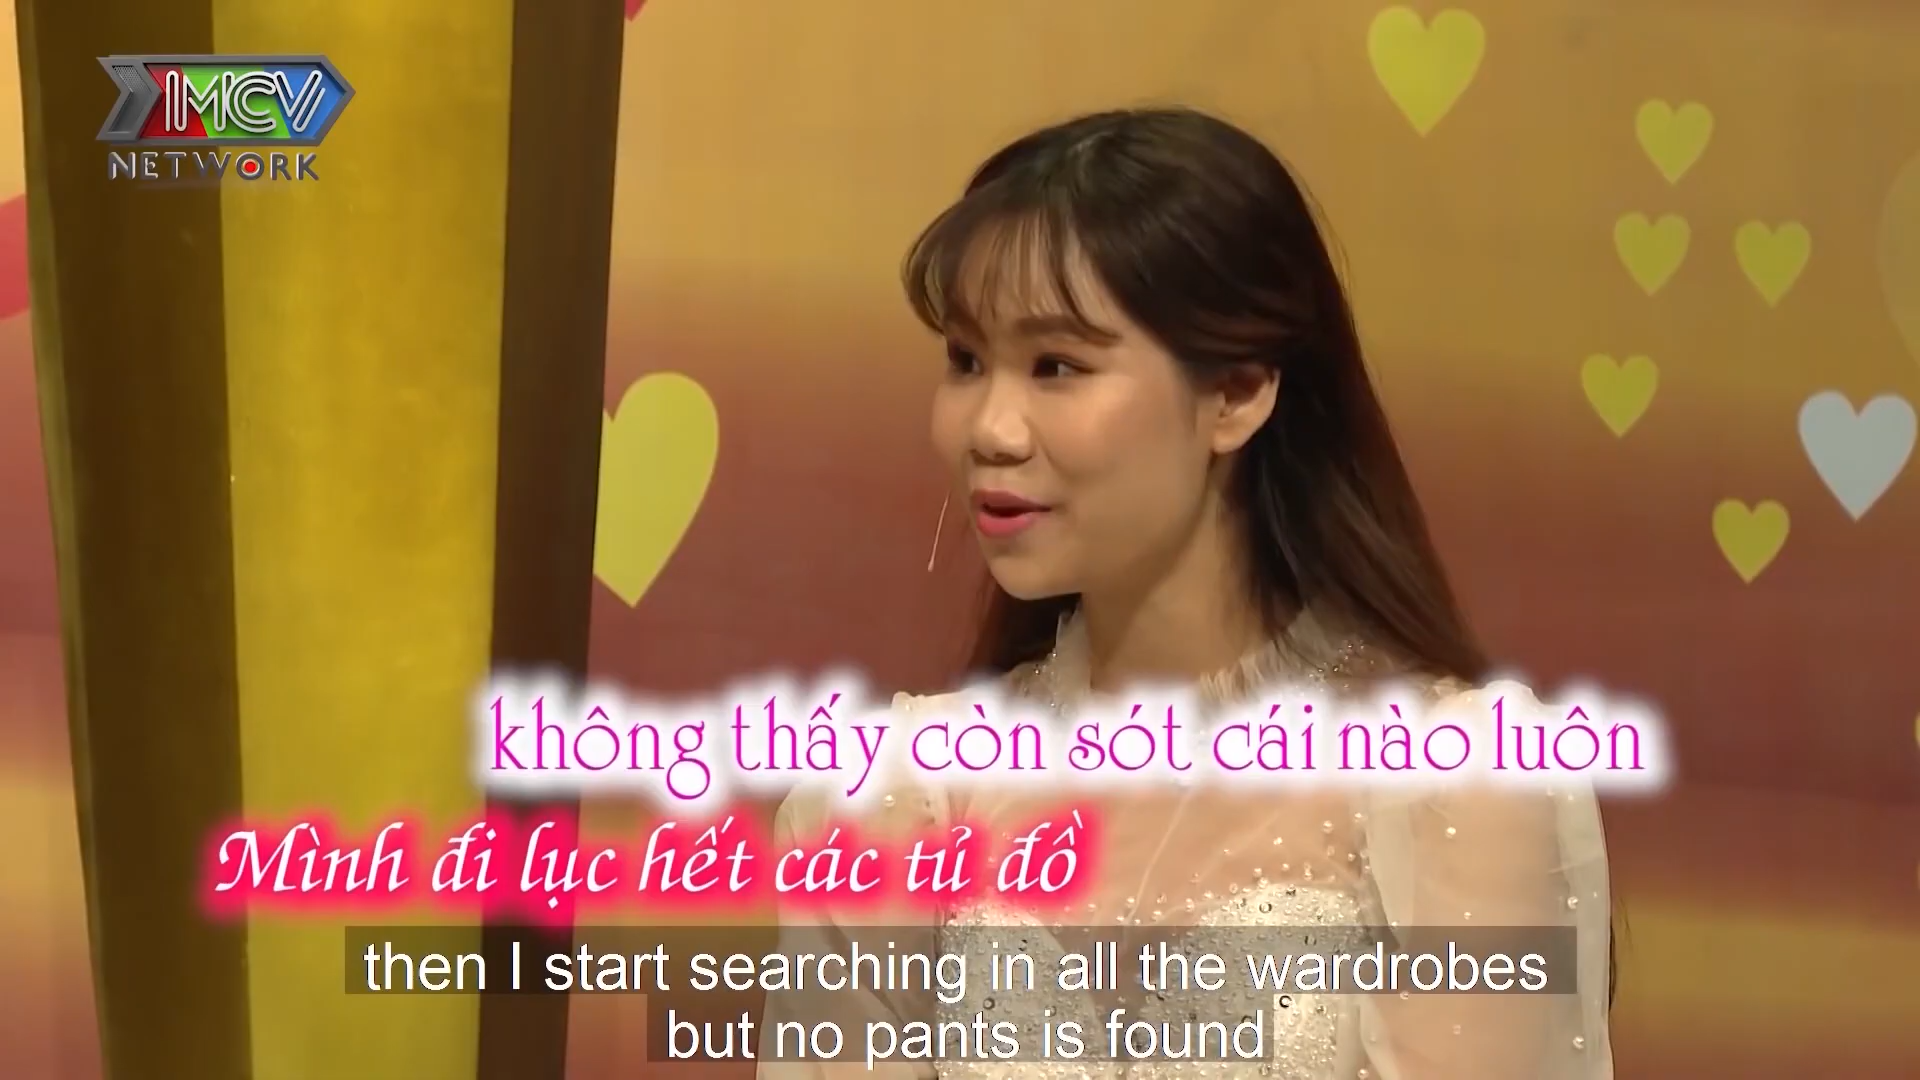 MCV
NETWORK
không thấy còn sót cái nào luôn
Mình đi lục hết các tủ đồ
then I start searching in all the wardrobes
but no pants is found